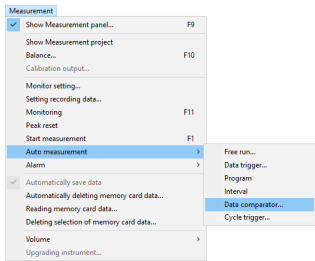 Measurement
Show Measurement panel... F9
Show Measurement project
Balance... F10
Calibration output...
Monitor setting...
Setting recording data...
Monitoring F11
Peak reset
Start measurement F1
Auto measurement
Alarm
Automatically save data
Automatically deleting memory card data...
Reading memory card data...
Deleting selection of memory card data...
Volume
Upgrading instrument...
Free run...
Data trigger...
Program
Interval
Data comparator...
Cycle trigger...